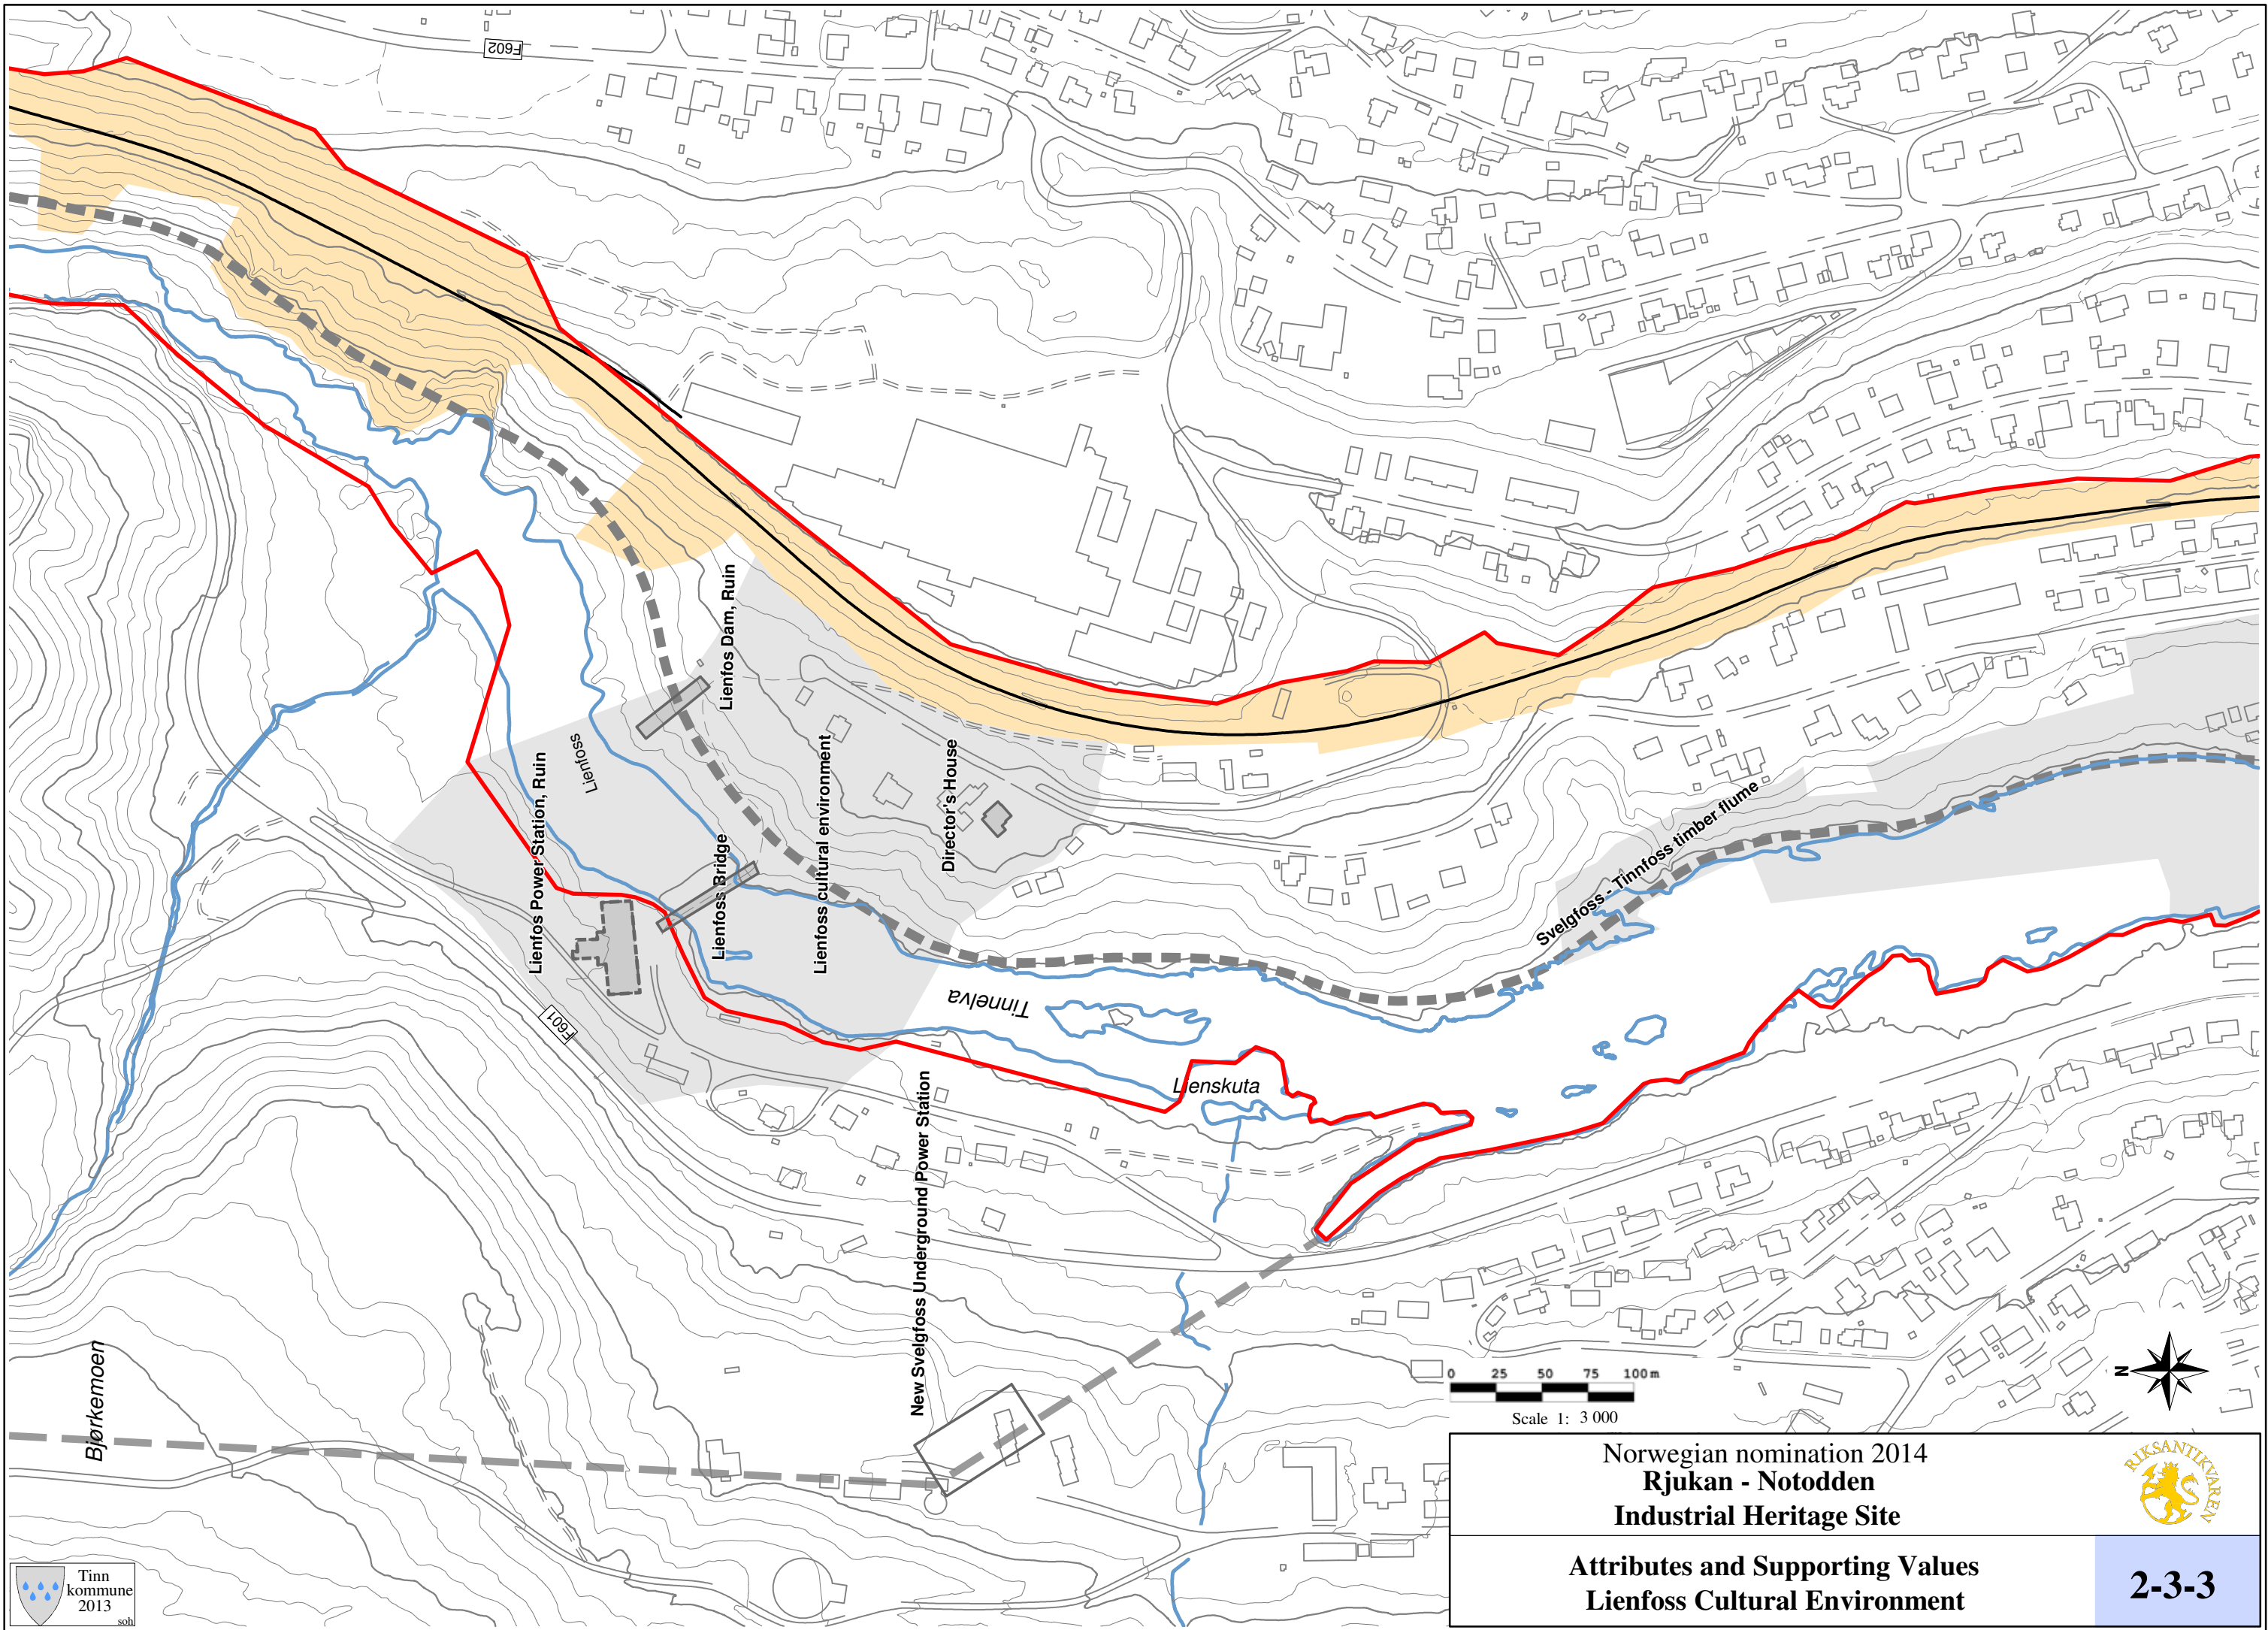 F602
Lienfos Dam, Ruin
Lienfoss
Lienfos Power Station, Ruin
Lienfoss Bridge
Lienfoss cultural environment
Director's House
Svelgfoss - Tinnfoss timber flume
Tinnelva
F601
Lienskuta
New Svelgfoss Underground Power Station
Bjørkemoen
0 25 50 75 100 m
Scale 1: 3 000
N
Norwegian nomination 2014
Rjukan - Notodden
Industrial Heritage Site
RIKSANTIKVAREN
Attributes and Supporting Values
Lienfoss Cultural Environment
2-3-3
Tinn
kommune
2013
soh